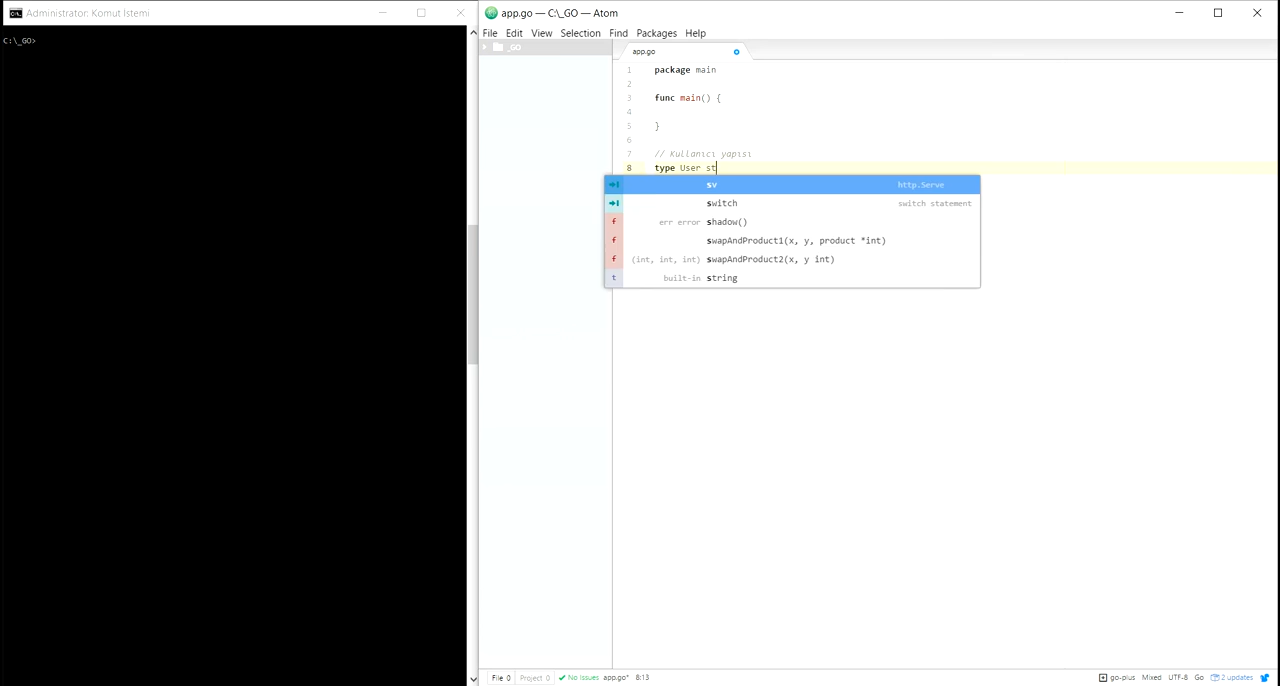 Administrator: Komut İstemi
C:\_GO>
app.go — C:\_GO — Atom
File Edit View Selection Find Packages Help
_GO
app.go
1 package main
2
3 func main() {
4
5 }
6
7 // Kullanıcı yapısı
8 type User st
sv http.Serve
switch switch statement
f err error shadow()
f swapAndProduct1(x, y, product *int)
f (int, int, int) swapAndProduct2(x, y int)
t built-in string
File 0 Project 0 No Issues app.go* 8:13 go-plus Mixed UTF-8 Go 2 updates